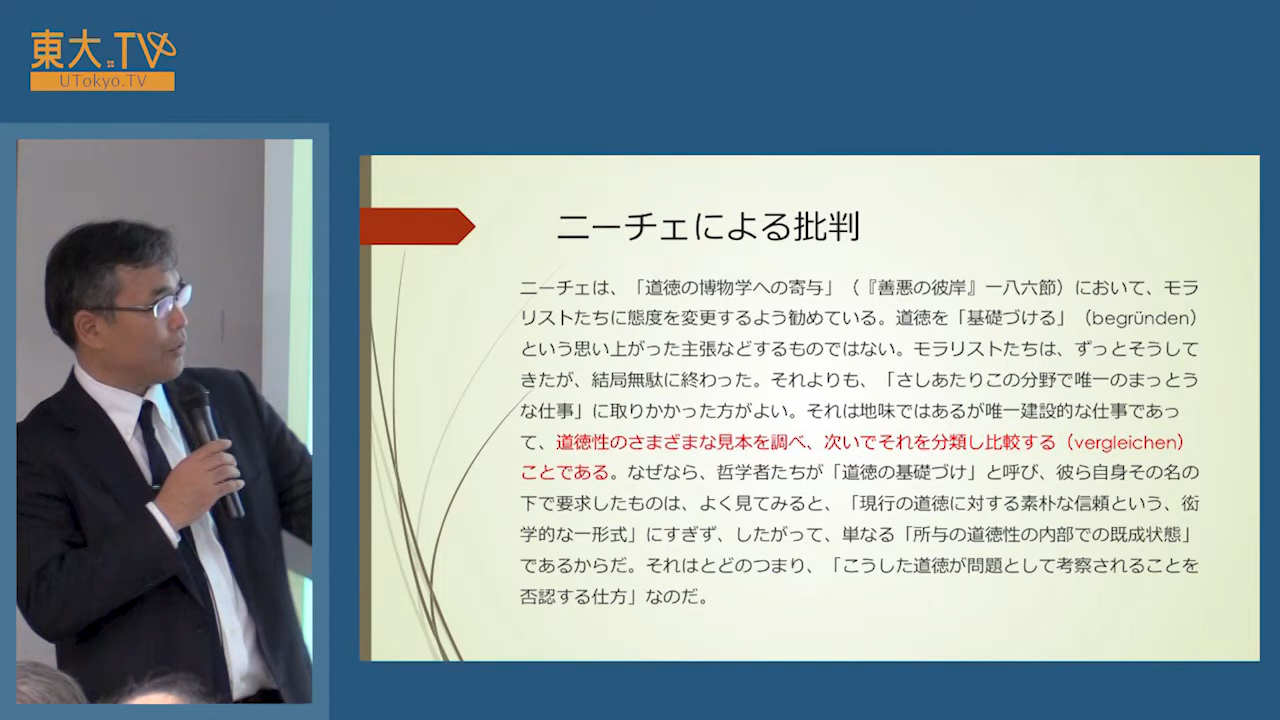 東大.TV
UTokyo.TV
ニーチェによる批判
ニーチェは、「道徳の博物学への寄与」（『善悪の彼岸』一八六節）において、モラ
リストたちに態度を変更するよう勧めている。道徳を「基礎づける」（begründen）
という思い上がった主張などするものではない。モラリストたちは、ずっとそうして
きたが、結局無駄に終わった。それよりも、「さしあたりこの分野で唯一のまっとう
な仕事」に取りかかった方がよい。それは地味ではあるが唯一建設的な仕事であっ
て、道徳性のさまざまな見本を調べ、次いでそれを分類し比較する（vergleichen）
ことである。なぜなら、哲学者たちが「道徳の基礎づけ」と呼び、彼ら自身その名の
下で要求したものは、よく見てみると、「現行の道徳に対する素朴な信頼という、衒
学的な一形式」にすぎず、したがって、単なる「所与の道徳性の内部での既成状態」
であるからだ。それはとどのつまり、「こうした道徳が問題として考察されることを
否認する仕方」なのだ。